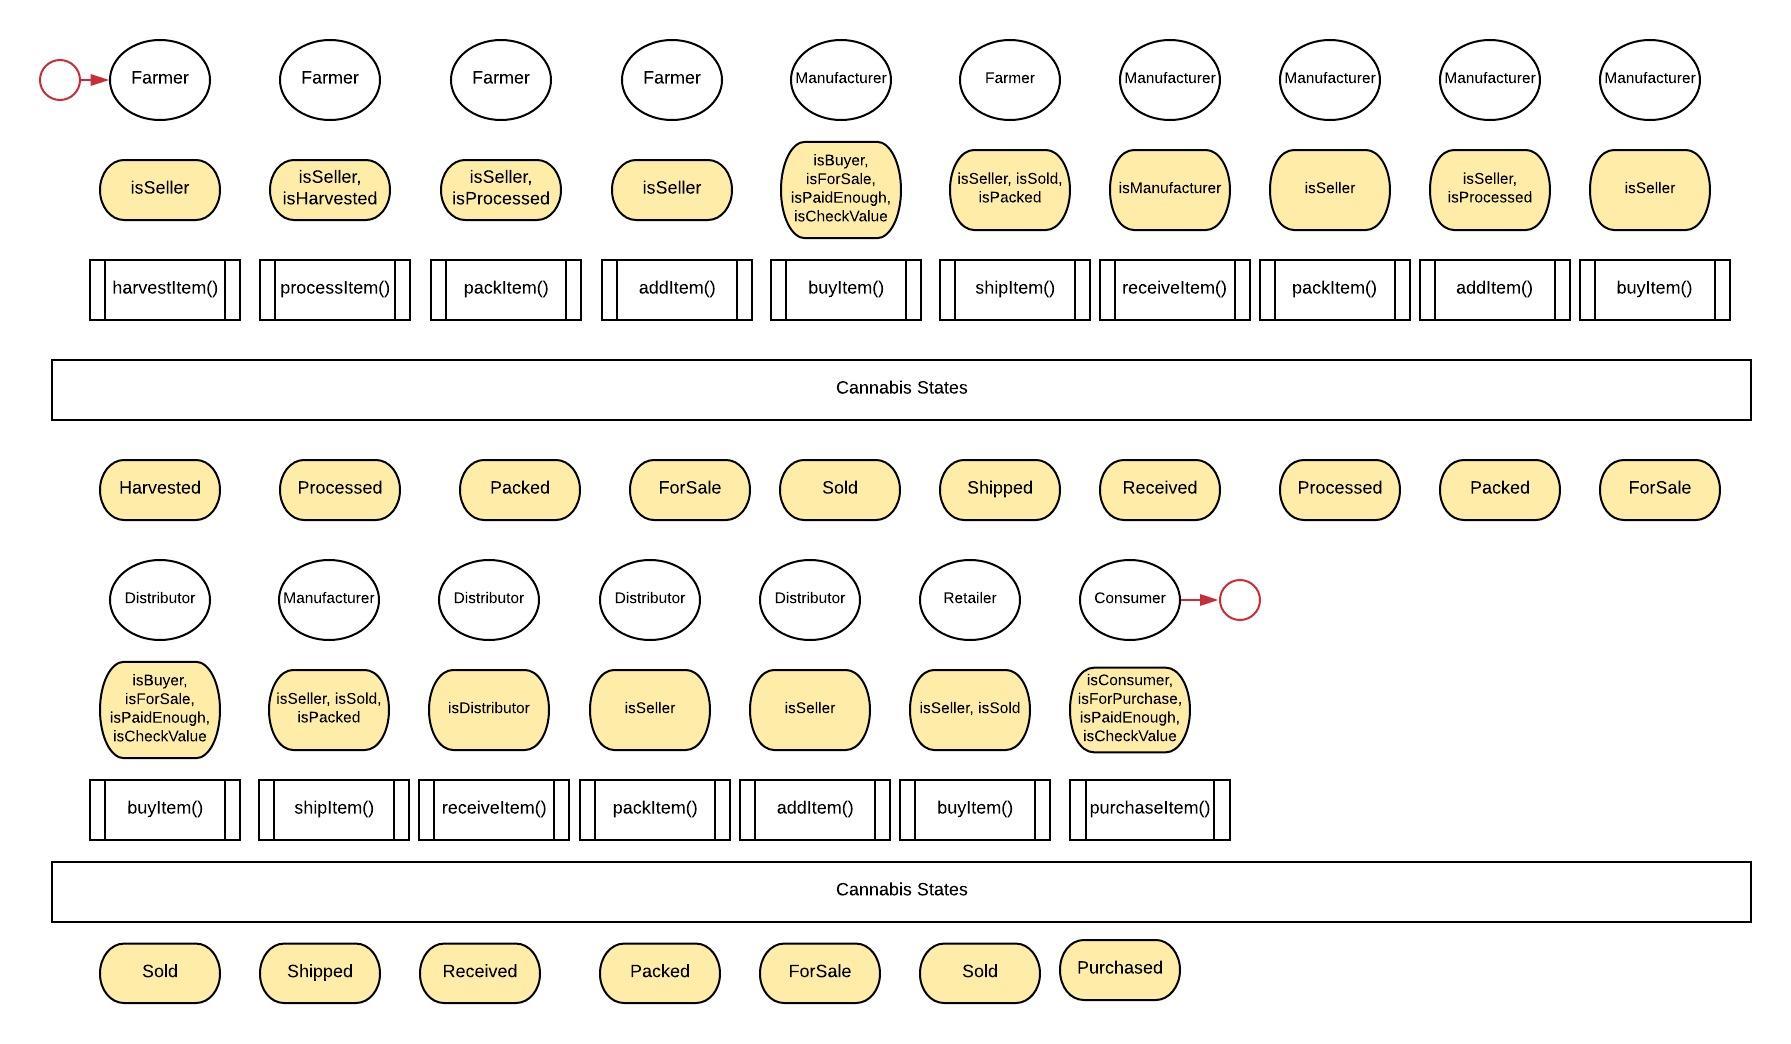 Farmer
Farmer
Farmer
Farmer
Manufacturer
Farmer
Manufacturer
Manufacturer
Manufacturer
Manufacturer
isSeller
isSeller,
isHarvested
isSeller,
isProcessed
isSeller
isBuyer,
isForSale,
isPaidEnough,
isCheckValue
isSeller, isSold,
isPacked
isManufacturer
isSeller
isSeller,
isProcessed
isSeller
harvestItem()
processItem()
packItem()
addItem()
buyItem()
shipItem()
receiveItem()
packItem()
addItem()
buyItem()
Cannabis States
Harvested
Processed
Packed
ForSale
Sold
Shipped
Received
Processed
Packed
ForSale
Distributor
Manufacturer
Distributor
Distributor
Distributor
Retailer
Consumer
isBuyer,
isForSale,
isPaidEnough,
isCheckValue
isSeller, isSold,
isPacked
isDistributor
isSeller
isSeller
isSeller, isSold
isConsumer,
isForPurchase,
isPaidEnough,
isCheckValue
buyItem()
shipItem()
receiveItem()
packItem()
addItem()
buyItem()
purchaseItem()
Cannabis States
Sold
Shipped
Received
Packed
ForSale
Sold
Purchased